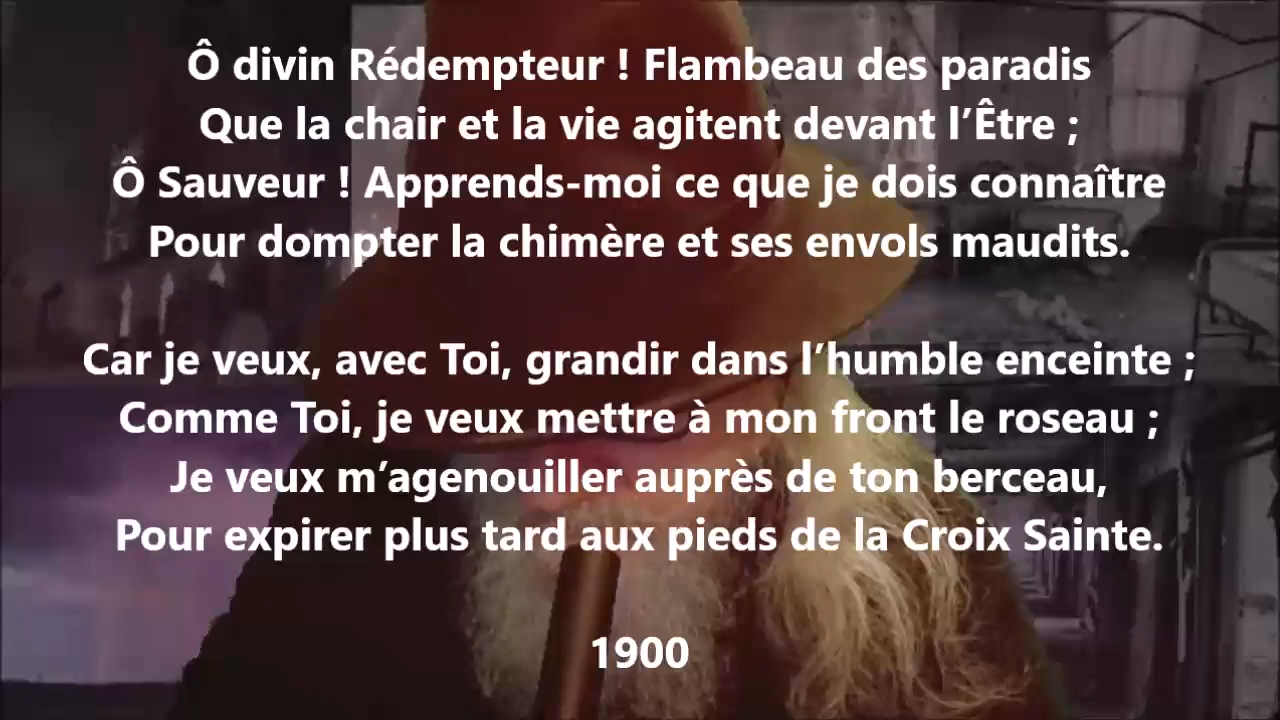 Ô divin Rédempteur ! Flambeau des paradis
Que la chair et la vie agitent devant l’Être ;
Ô Sauveur ! Apprends-moi ce que je dois connaître
Pour dompter la chimère et ses envols maudits.
Car je veux, avec Toi, grandir dans l’humble enceinte ;
Comme Toi, je veux mettre à mon front le roseau ;
Je veux m’agenouiller auprès de ton berceau,
Pour expirer plus tard aux pieds de la Croix Sainte.
1900